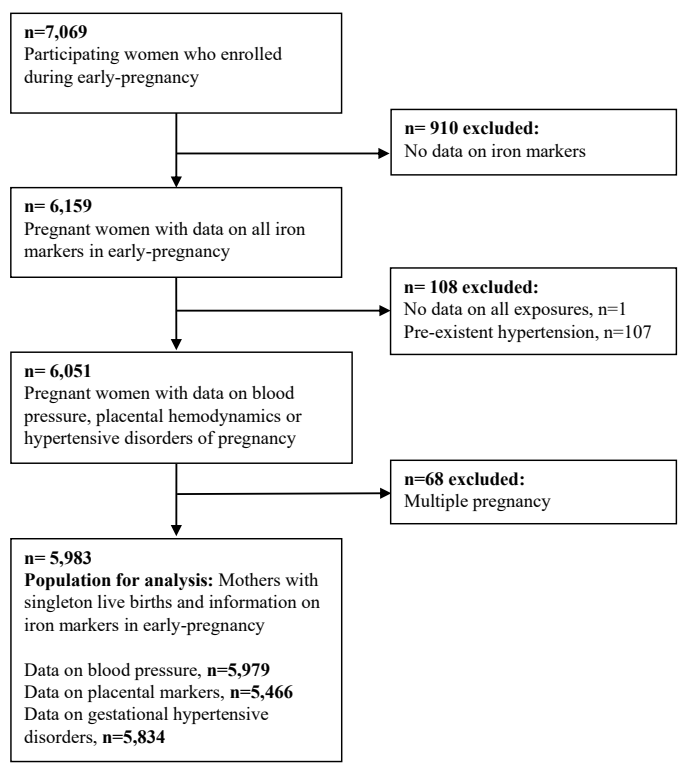 n=7,069
Participating women who enrolled
during early-pregnancy
n= 910 excluded:
No data on iron markers
n= 6,159
Pregnant women with data on all iron
markers in early-pregnancy
n= 108 excluded:
No data on all exposures, n=1
Pre-existent hypertension, n=107
n= 6,051
Pregnant women with data on blood
pressure, placental hemodynamics or
hypertensive disorders of pregnancy
n=68 excluded:
Multiple pregnancy
n= 5,983
Population for analysis: Mothers with
singleton live births and information on
iron markers in early-pregnancy
Data on blood pressure, n=5,979
Data on placental markers, n=5,466
Data on gestational hypertensive
disorders, n=5,834